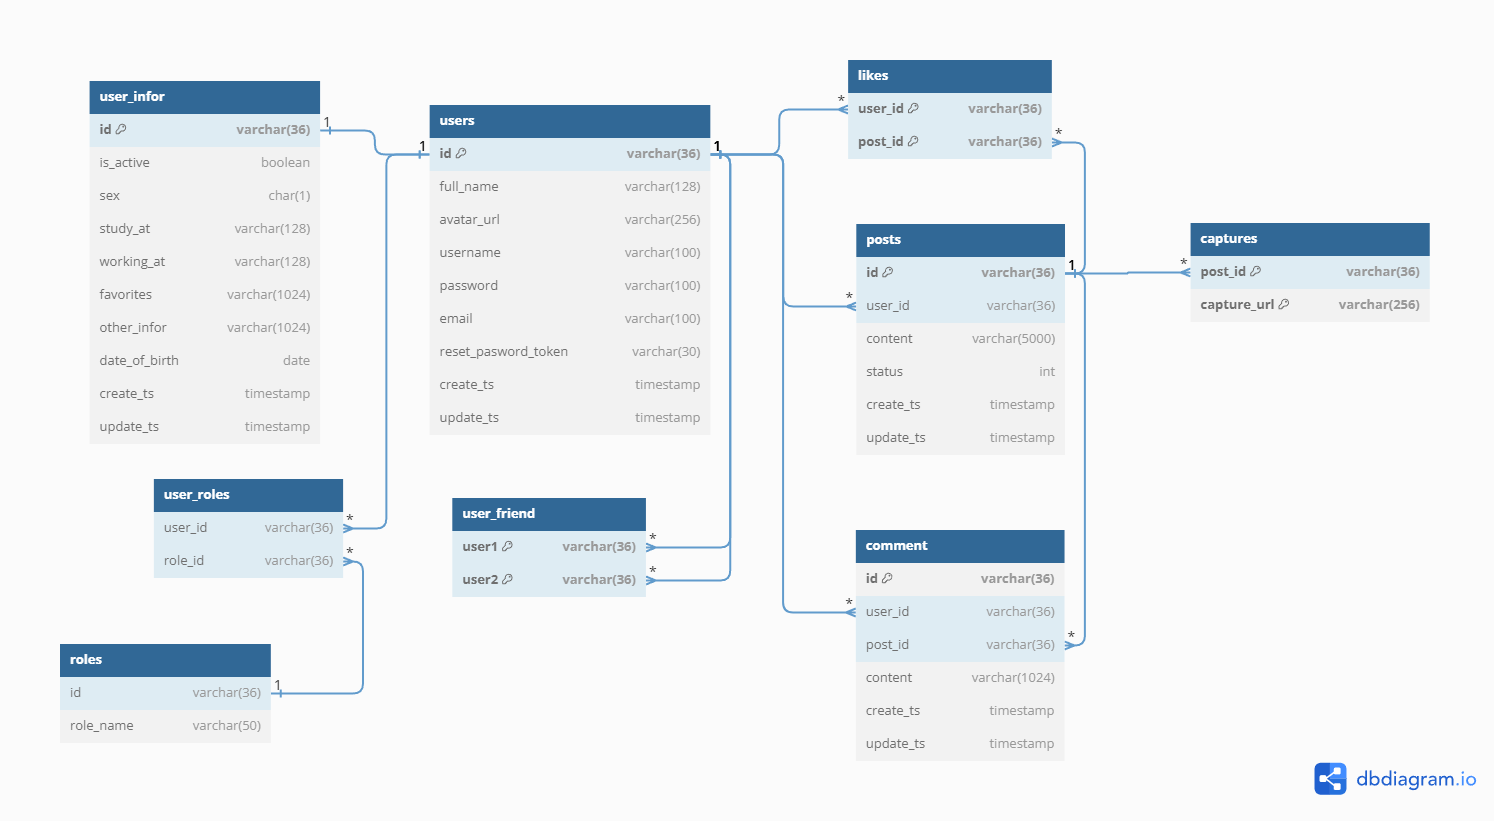 user_infor
id varchar(36)
is_active boolean
sex char(1)
study_at varchar(128)
working_at varchar(128)
favorites varchar(1024)
other_infor varchar(1024)
date_of_birth date
create_ts timestamp
update_ts timestamp
1
1
users
id varchar(36)
full_name varchar(128)
avatar_url varchar(256)
username varchar(100)
password varchar(100)
email varchar(100)
reset_pasword_token varchar(30)
create_ts timestamp
update_ts timestamp
1
*
likes
user_id varchar(36)
post_id varchar(36)
*
*
posts
id varchar(36)
user_id varchar(36)
content varchar(5000)
status int
create_ts timestamp
update_ts timestamp
1
*
captures
post_id varchar(36)
capture_url varchar(256)
user_roles
user_id varchar(36)
role_id varchar(36)
*
*
user_friend
user1 varchar(36)
user2 varchar(36)
*
*
*
comment
id varchar(36)
user_id varchar(36)
post_id varchar(36)
content varchar(1024)
create_ts timestamp
update_ts timestamp
*
roles
id varchar(36)
role_name varchar(50)
1
dbdiagram.io